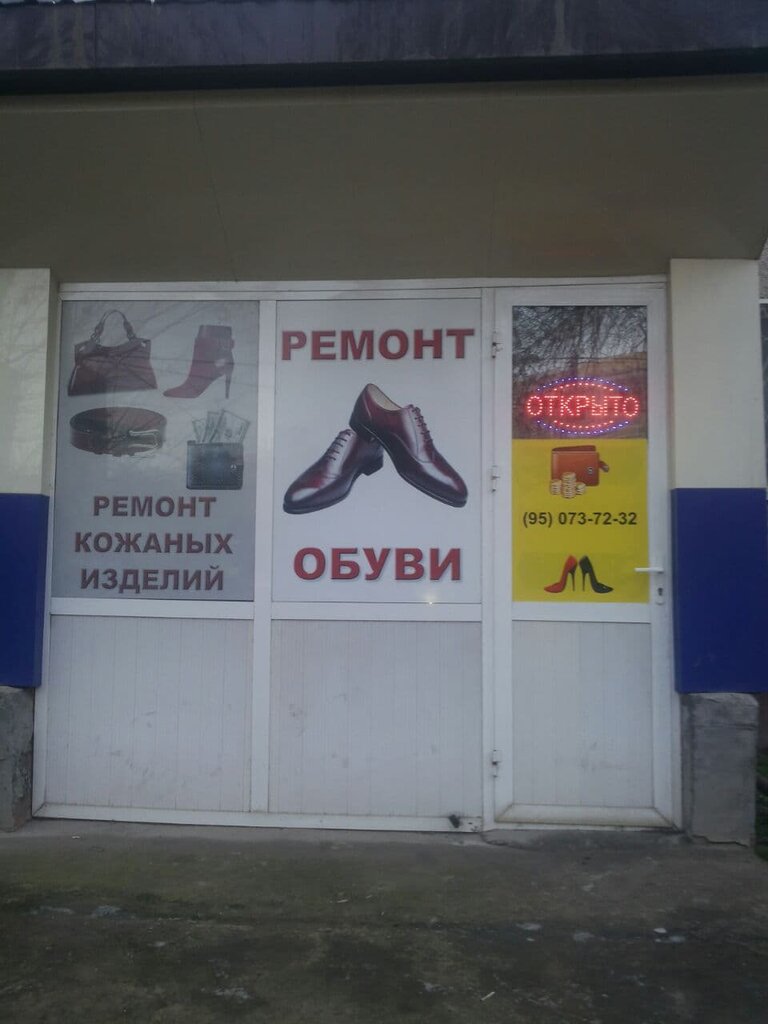 РЕМОНТ
КОЖАНЫХ
ИЗДЕЛИЙ
РЕМОНТ
ОБУВИ
ОТКРЫТО
(95) 073-72-32